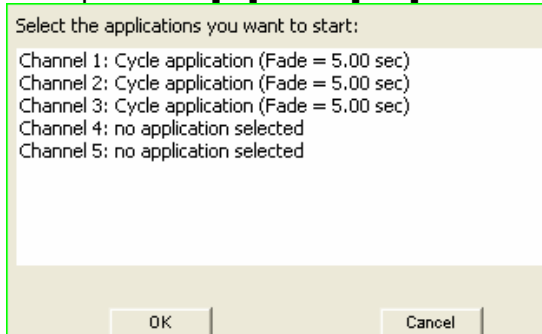 Select the applications you want to start:
Channel 1: Cycle application (Fade = 5.00 sec)
Channel 2: Cycle application (Fade = 5.00 sec)
Channel 3: Cycle application (Fade = 5.00 sec)
Channel 4: no application selected
Channel 5: no application selected
OK Cancel